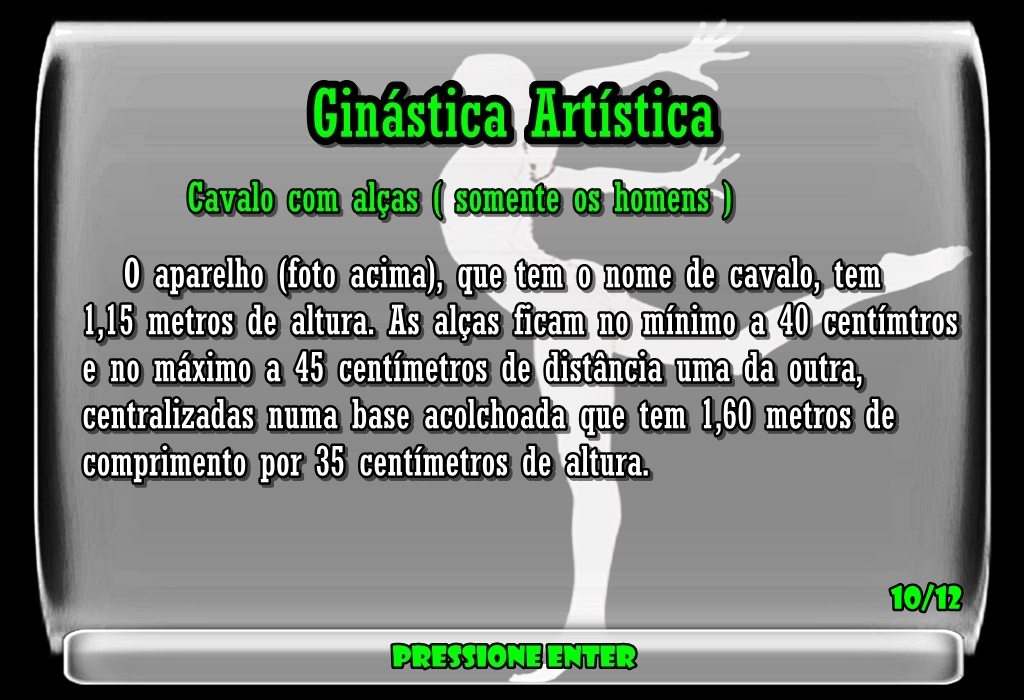 Ginástica Artística
Cavalo com alças ( somente os homens )
O aparelho (foto acima), que tem o nome de cavalo, tem
1,15 metros de altura. As alças ficam no mínimo a 40 centímtros
e no máximo a 45 centímetros de distância uma da outra,
centralizadas numa base acolchoada que tem 1,60 metros de
comprimento por 35 centímetros de altura.
10/12
PRESSIONE ENTER